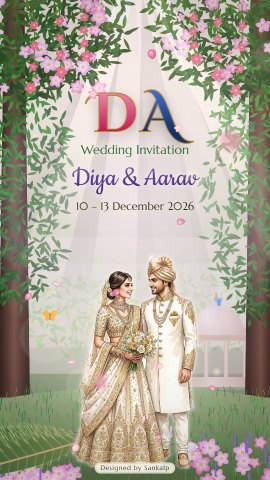 DA
Wedding Invitation
Diya & Aarav
10 – 13 December 2026
Designed by Sankalp